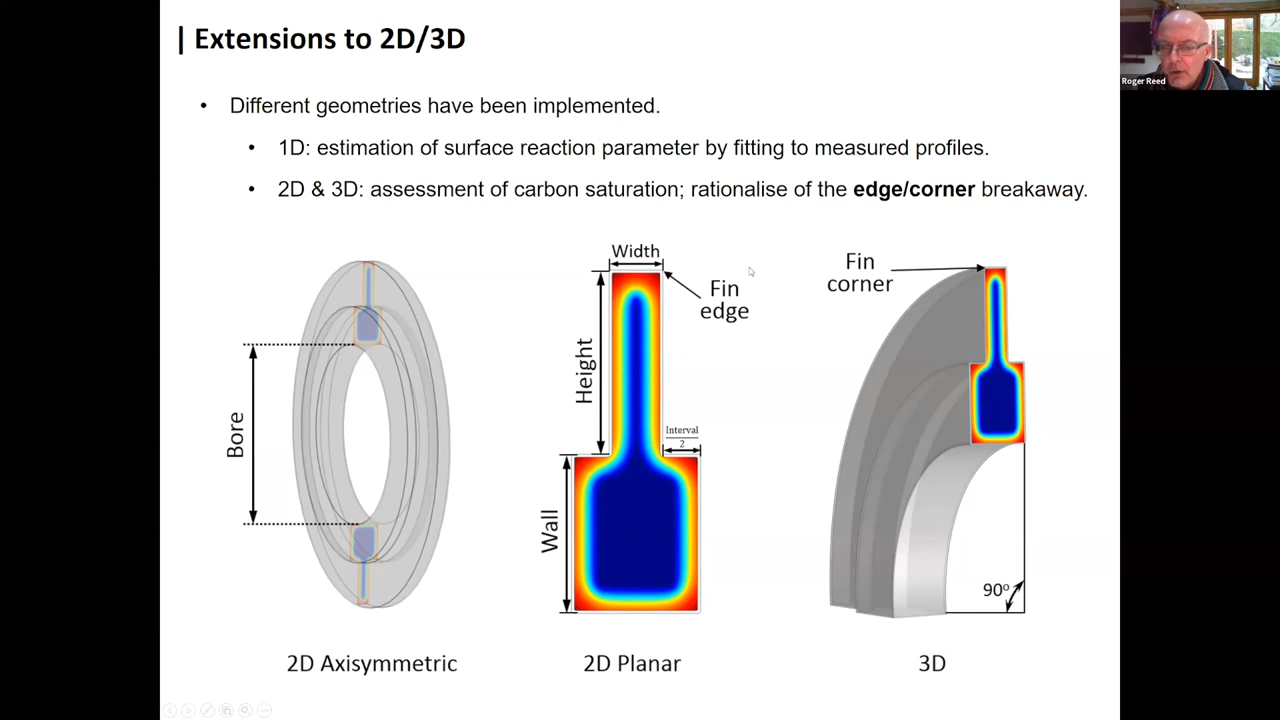 | Extensions to 2D/3D
Roger Reed
• Different geometries have been implemented.
• 1D: estimation of surface reaction parameter by fitting to measured profiles.
• 2D & 3D: assessment of carbon saturation; rationalise of the edge/corner breakaway.
Bore
2D Axisymmetric
Width
Fin
edge
Height
Interval
2
Wall
2D Planar
Fin
corner
90°
3D